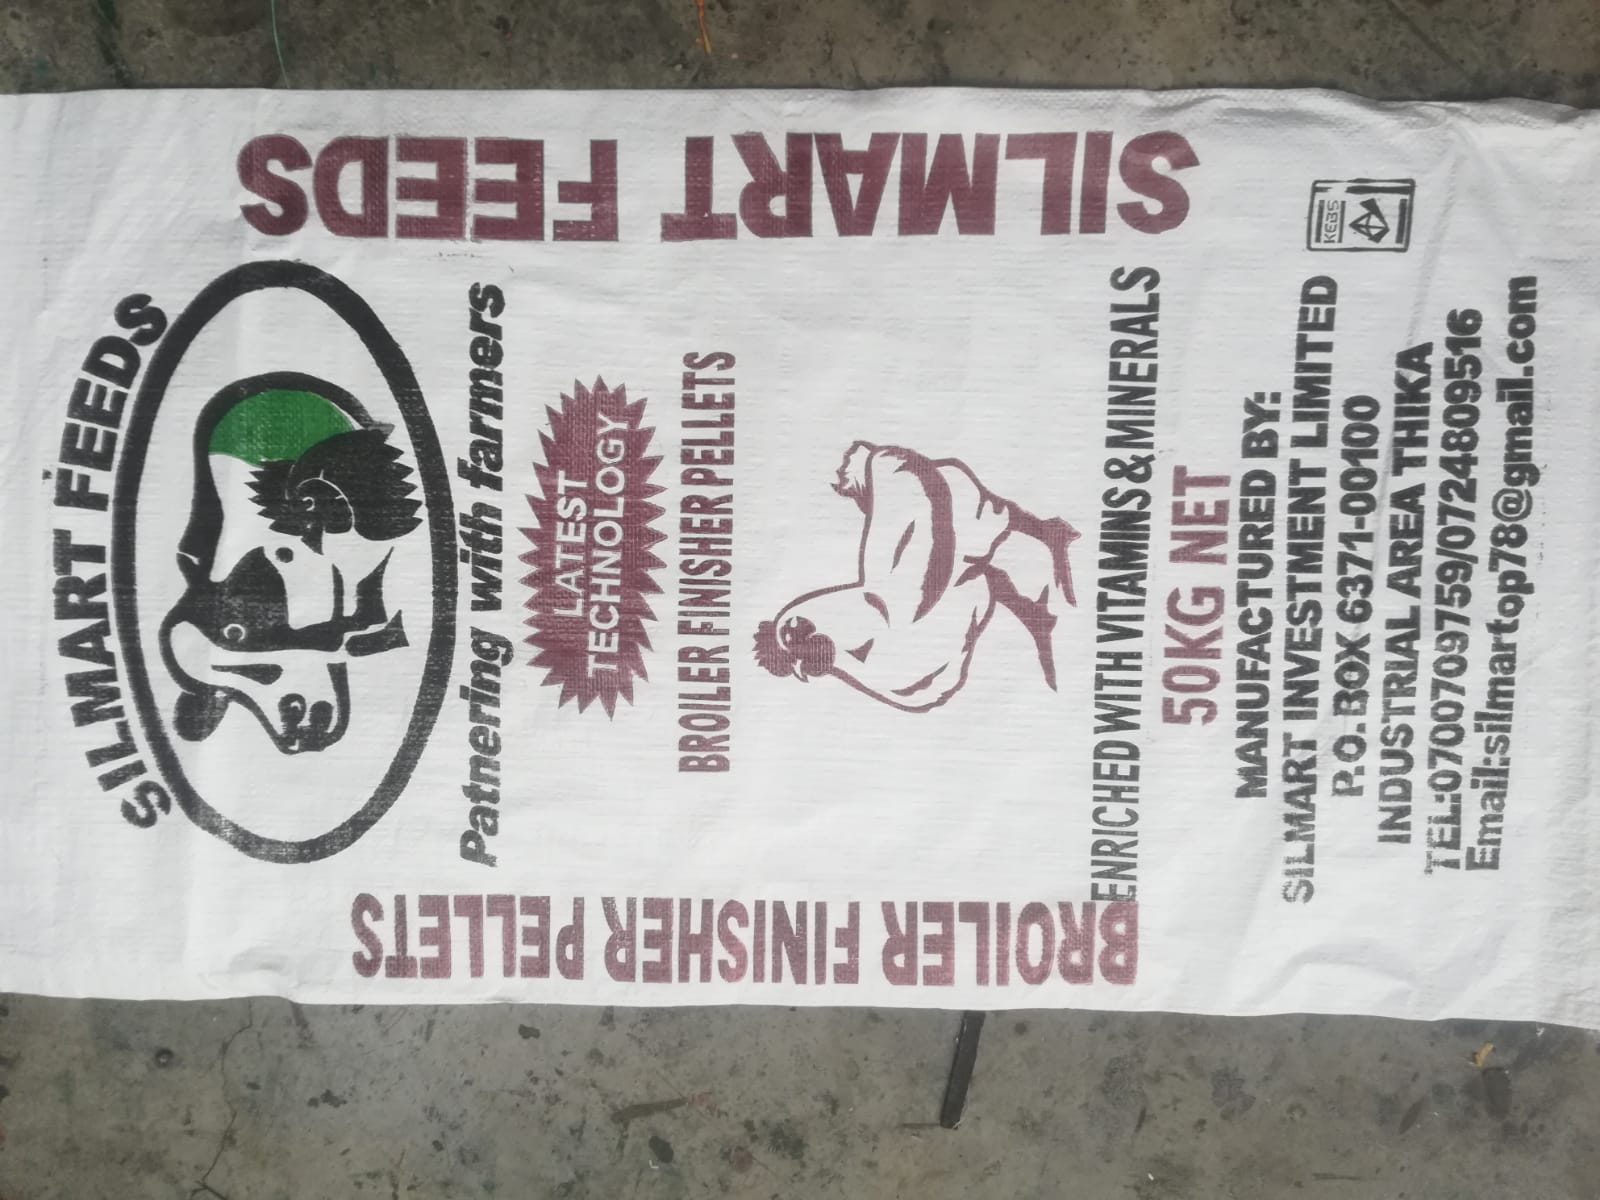 SILMART FEEDS
SILMART FEEDS
Patnering with farmers
LATEST
TECHNOLOGY
BROILER FINISHER PELLETS
ENRICHED WITH VITAMINS & MINERALS
50KG NET
MANUFACTURED BY:
SILMART INVESTMENT LIMITED
P.O. BOX 6371-00100
INDUSTRIAL AREA THIKA
TEL:0700709759/0724809516
Email:silmartop78@gmail.com
KEBS
BROILER FINISHER PELLETS